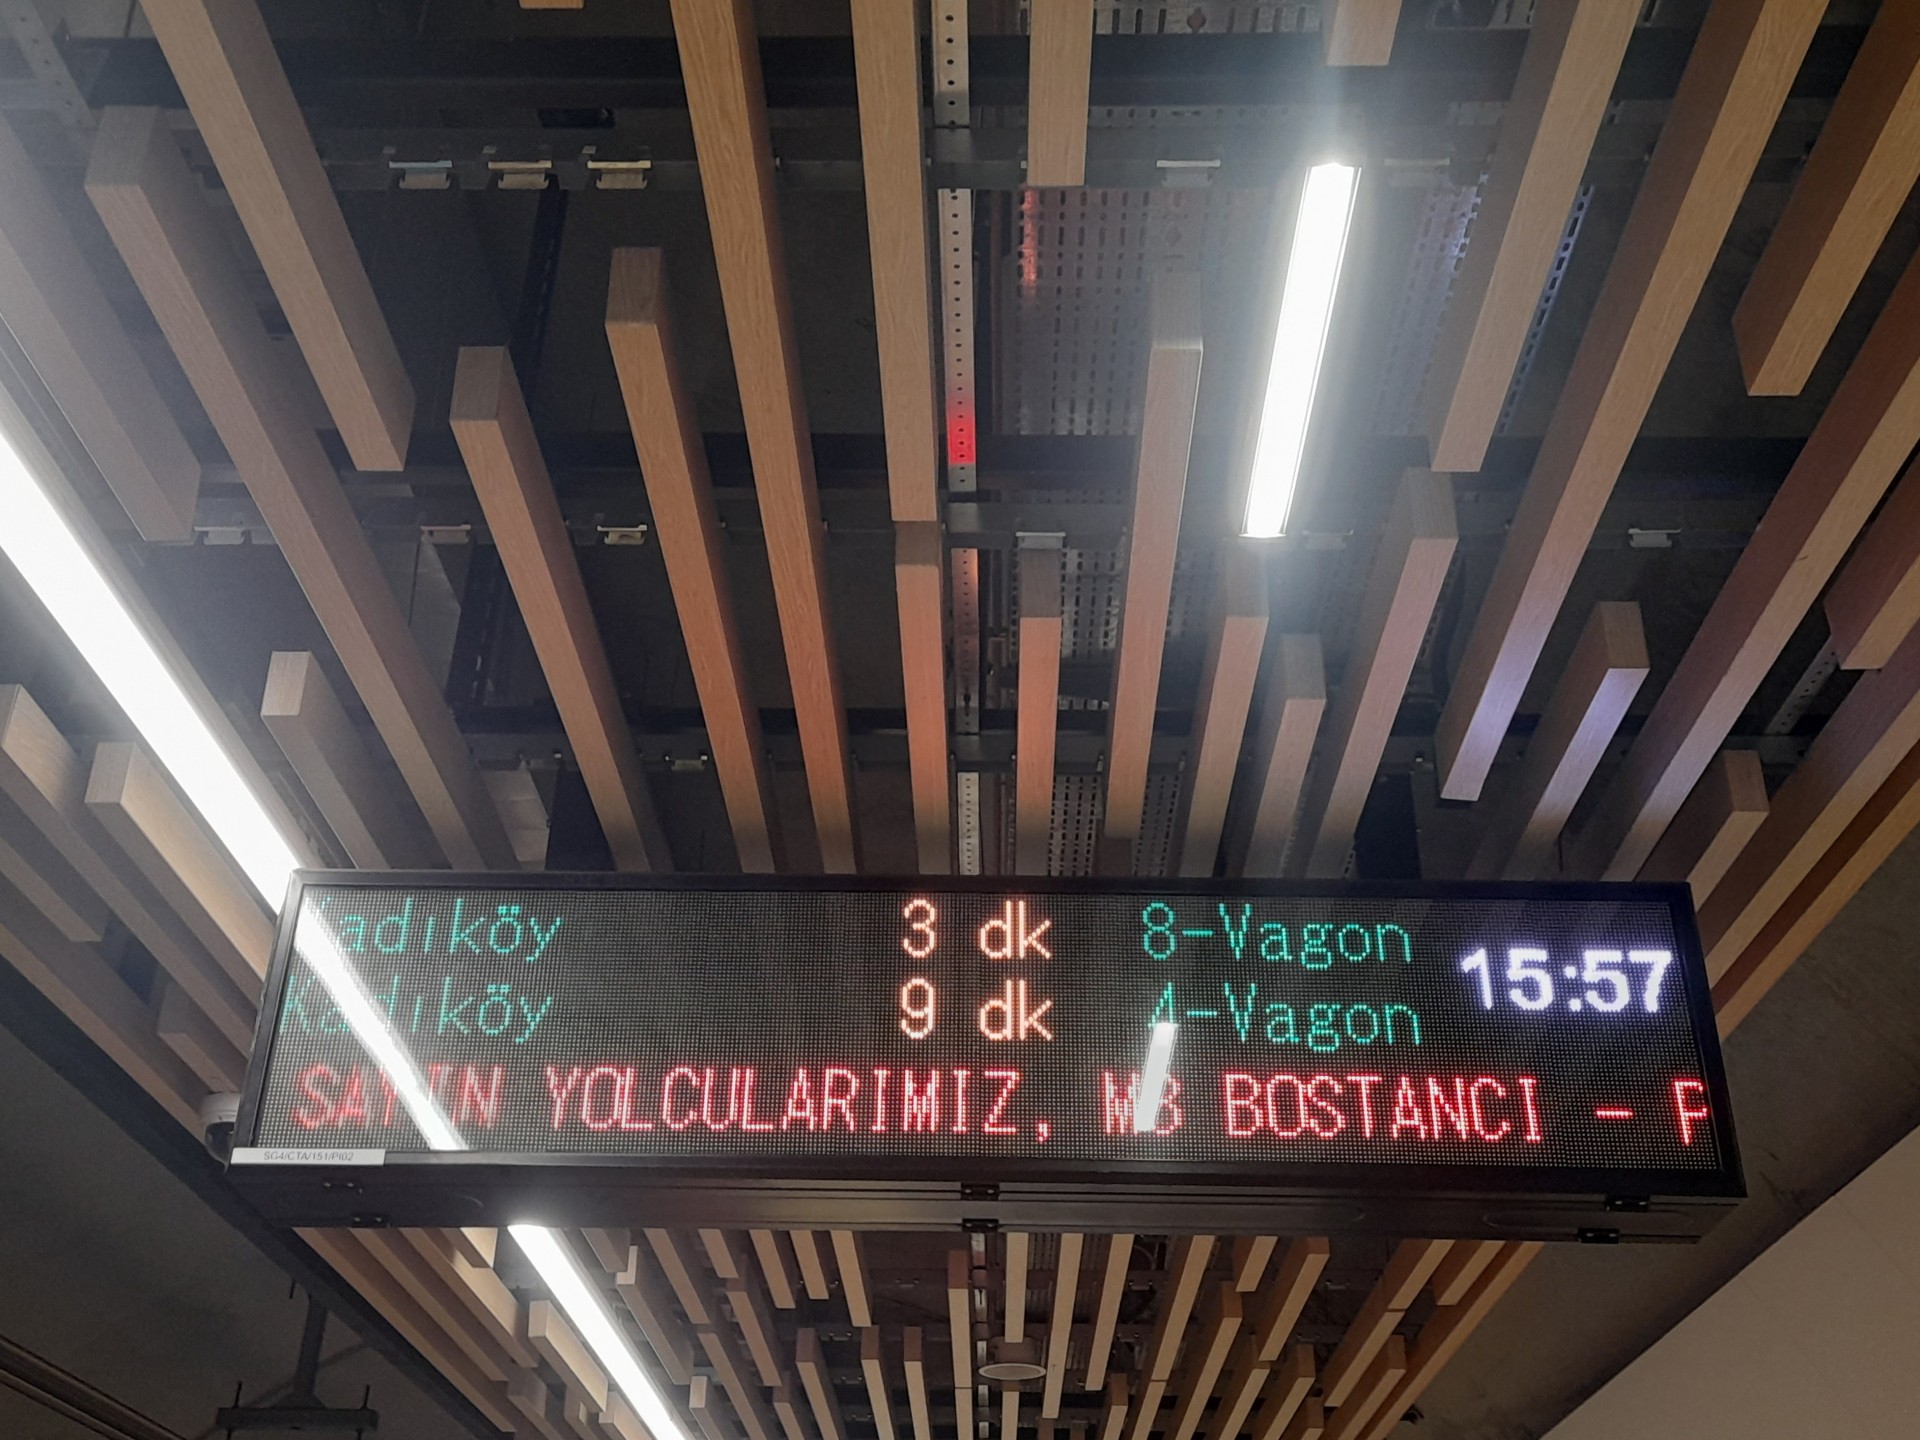 Kadıköy 3 dk 8-Vagon 15:57
Kadıköy 9 dk 4-Vagon
SAYIN YOLCULARIMIZ, M8 BOSTANCI -
SG4/CTA/151/PI02